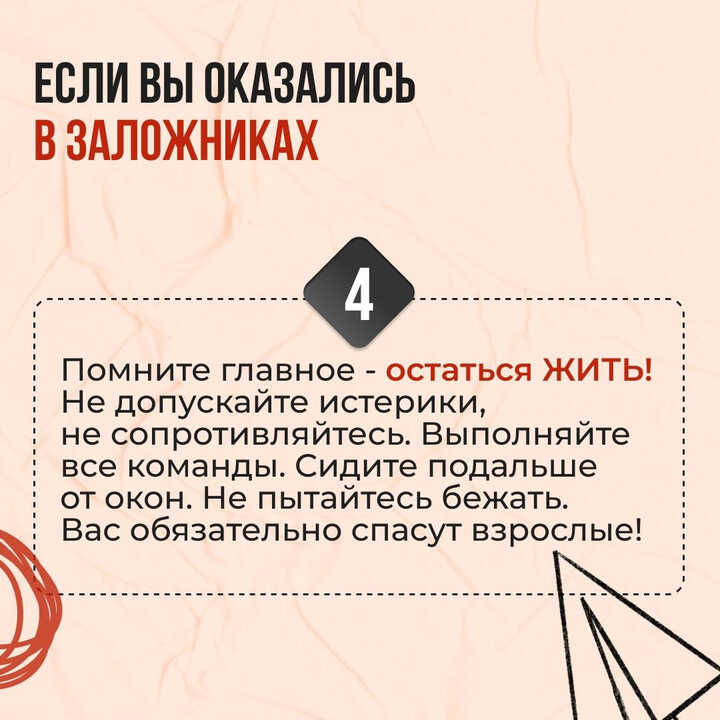 ЕСЛИ ВЫ ОКАЗАЛИСЬ
В ЗАЛОЖНИКАХ
4
Помните главное - остаться ЖИТЬ!
Не допускайте истерики,
не сопротивляйтесь. Выполняйте
все команды. Сидите подальше
от окон. Не пытайтесь бежать.
Вас обязательно спасут взрослые!